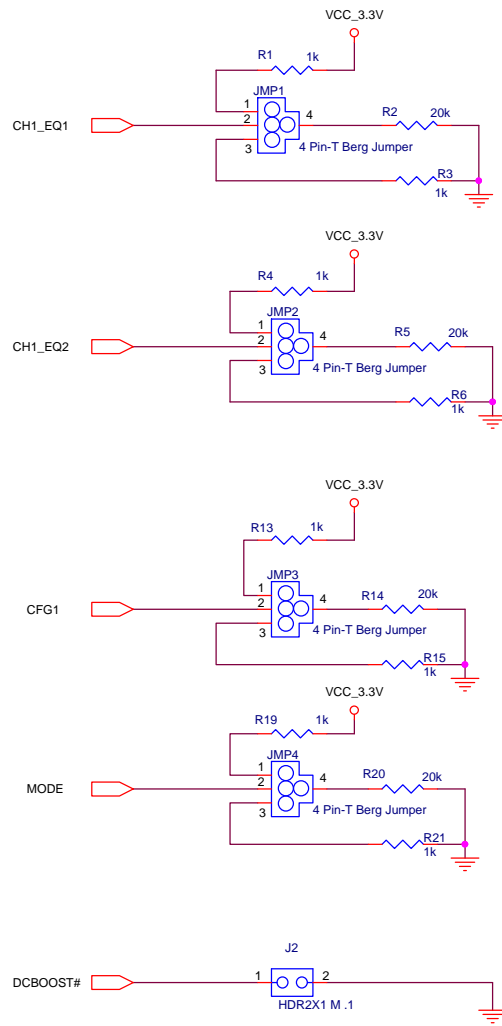 VCC_3.3V
R1 1k
JMP1
1
CH1_EQ1 2 4 R2 20k
3 4 Pin-T Berg Jumper
R3
1k
VCC_3.3V
R4 1k
JMP2
1
CH1_EQ2 2 4 R5 20k
3 4 Pin-T Berg Jumper
R6
1k
VCC_3.3V
R13 1k
JMP3
1
CFG1 2 4 R14 20k
3 4 Pin-T Berg Jumper
R15
1k
VCC_3.3V
R19 1k
JMP4
1
MODE 2 4 R20 20k
3 4 Pin-T Berg Jumper
R21
1k
J2
DCBOOST# 1 2
HDR2X1 M .1